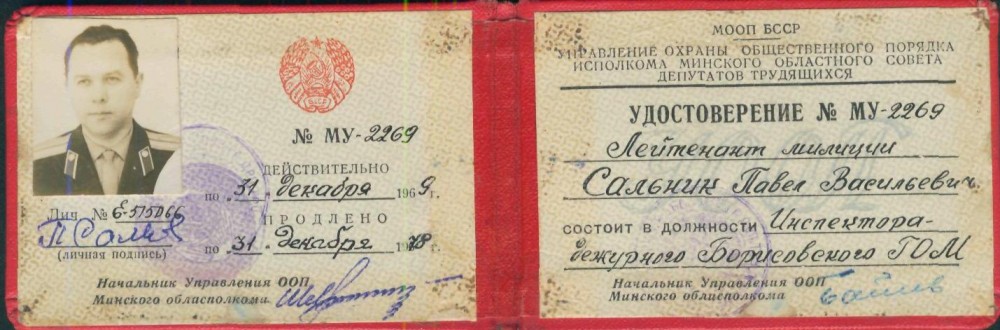 № МУ-2269
ДЕЙСТВИТЕЛЬНО
по 31 декабря 1969 г.
Лич. № Е-515066
ПРОДЛЕНО
по 31 декабря 1978 г.
(личная подпись)
Начальник Управления ООП
Минского облисполкома
МООП БССР
УПРАВЛЕНИЕ ОХРАНЫ ОБЩЕСТВЕННОГО ПОРЯДКА
ИСПОЛКОМА МИНСКОГО ОБЛАСТНОГО СОВЕТА
ДЕПУТАТОВ ТРУДЯЩИХСЯ
УДОСТОВЕРЕНИЕ № МУ-2269
Лейтенант милиции
Сальник Павел Васильевич
СОСТОИТ В ДОЛЖНОСТИ Инспектора-
дежурного Борисовского ГОМ
Начальник Управления ООП
Минского облисполкома